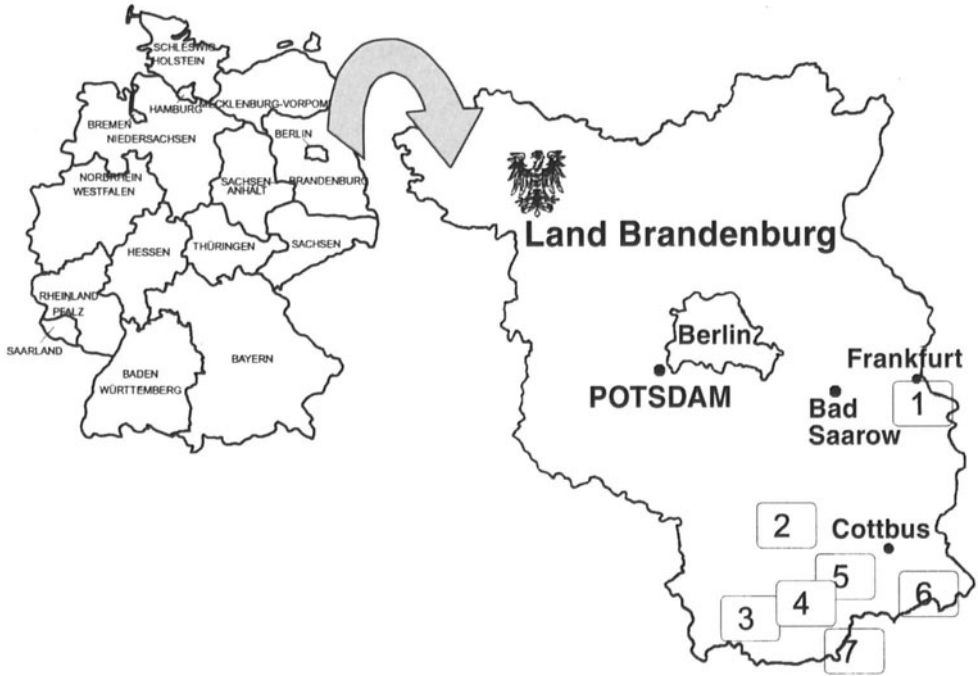 SCHLESWIG
HOLSTEIN
HAMBURG
MECKLENBURG-VORPOM
BREMEN
NIEDERSACHSEN
BERLIN
NORDRHEIN
WESTFALEN
SACHSEN
ANHALT
BRANDENBURG
HESSEN
THÜRINGEN
SACHSEN
RHEINLAND
PFALZ
SAARLAND
BADEN
WÜRTTEMBERG
BAYERN
Land Brandenburg
Berlin
POTSDAM
Frankfurt
1
Bad
Saarow
2
Cottbus
5
6
4
3
7